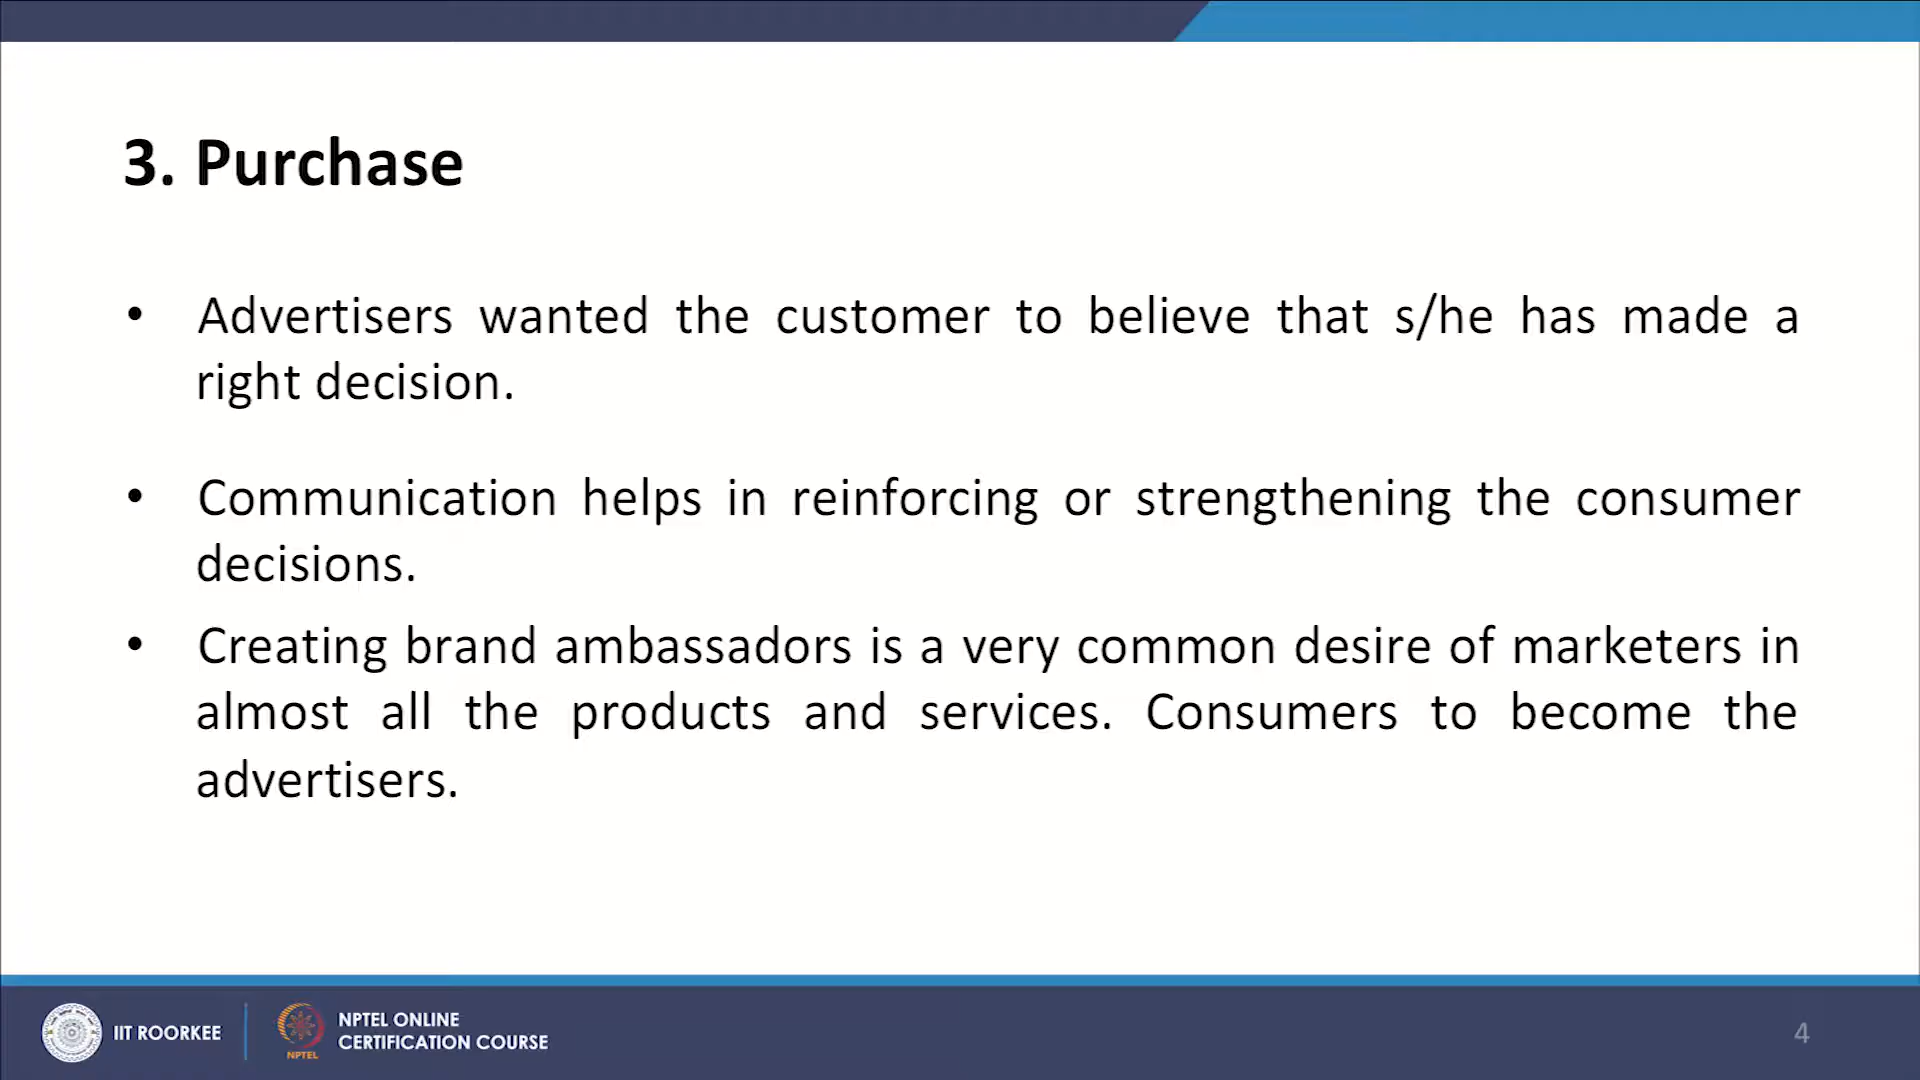 3. Purchase
• Advertisers wanted the customer to believe that s/he has made a
right decision.
• Communication helps in reinforcing or strengthening the consumer
decisions.
• Creating brand ambassadors is a very common desire of marketers in
almost all the products and services. Consumers to become the
advertisers.
IIT ROORKEE
NPTEL
NPTEL ONLINE
CERTIFICATION COURSE
4